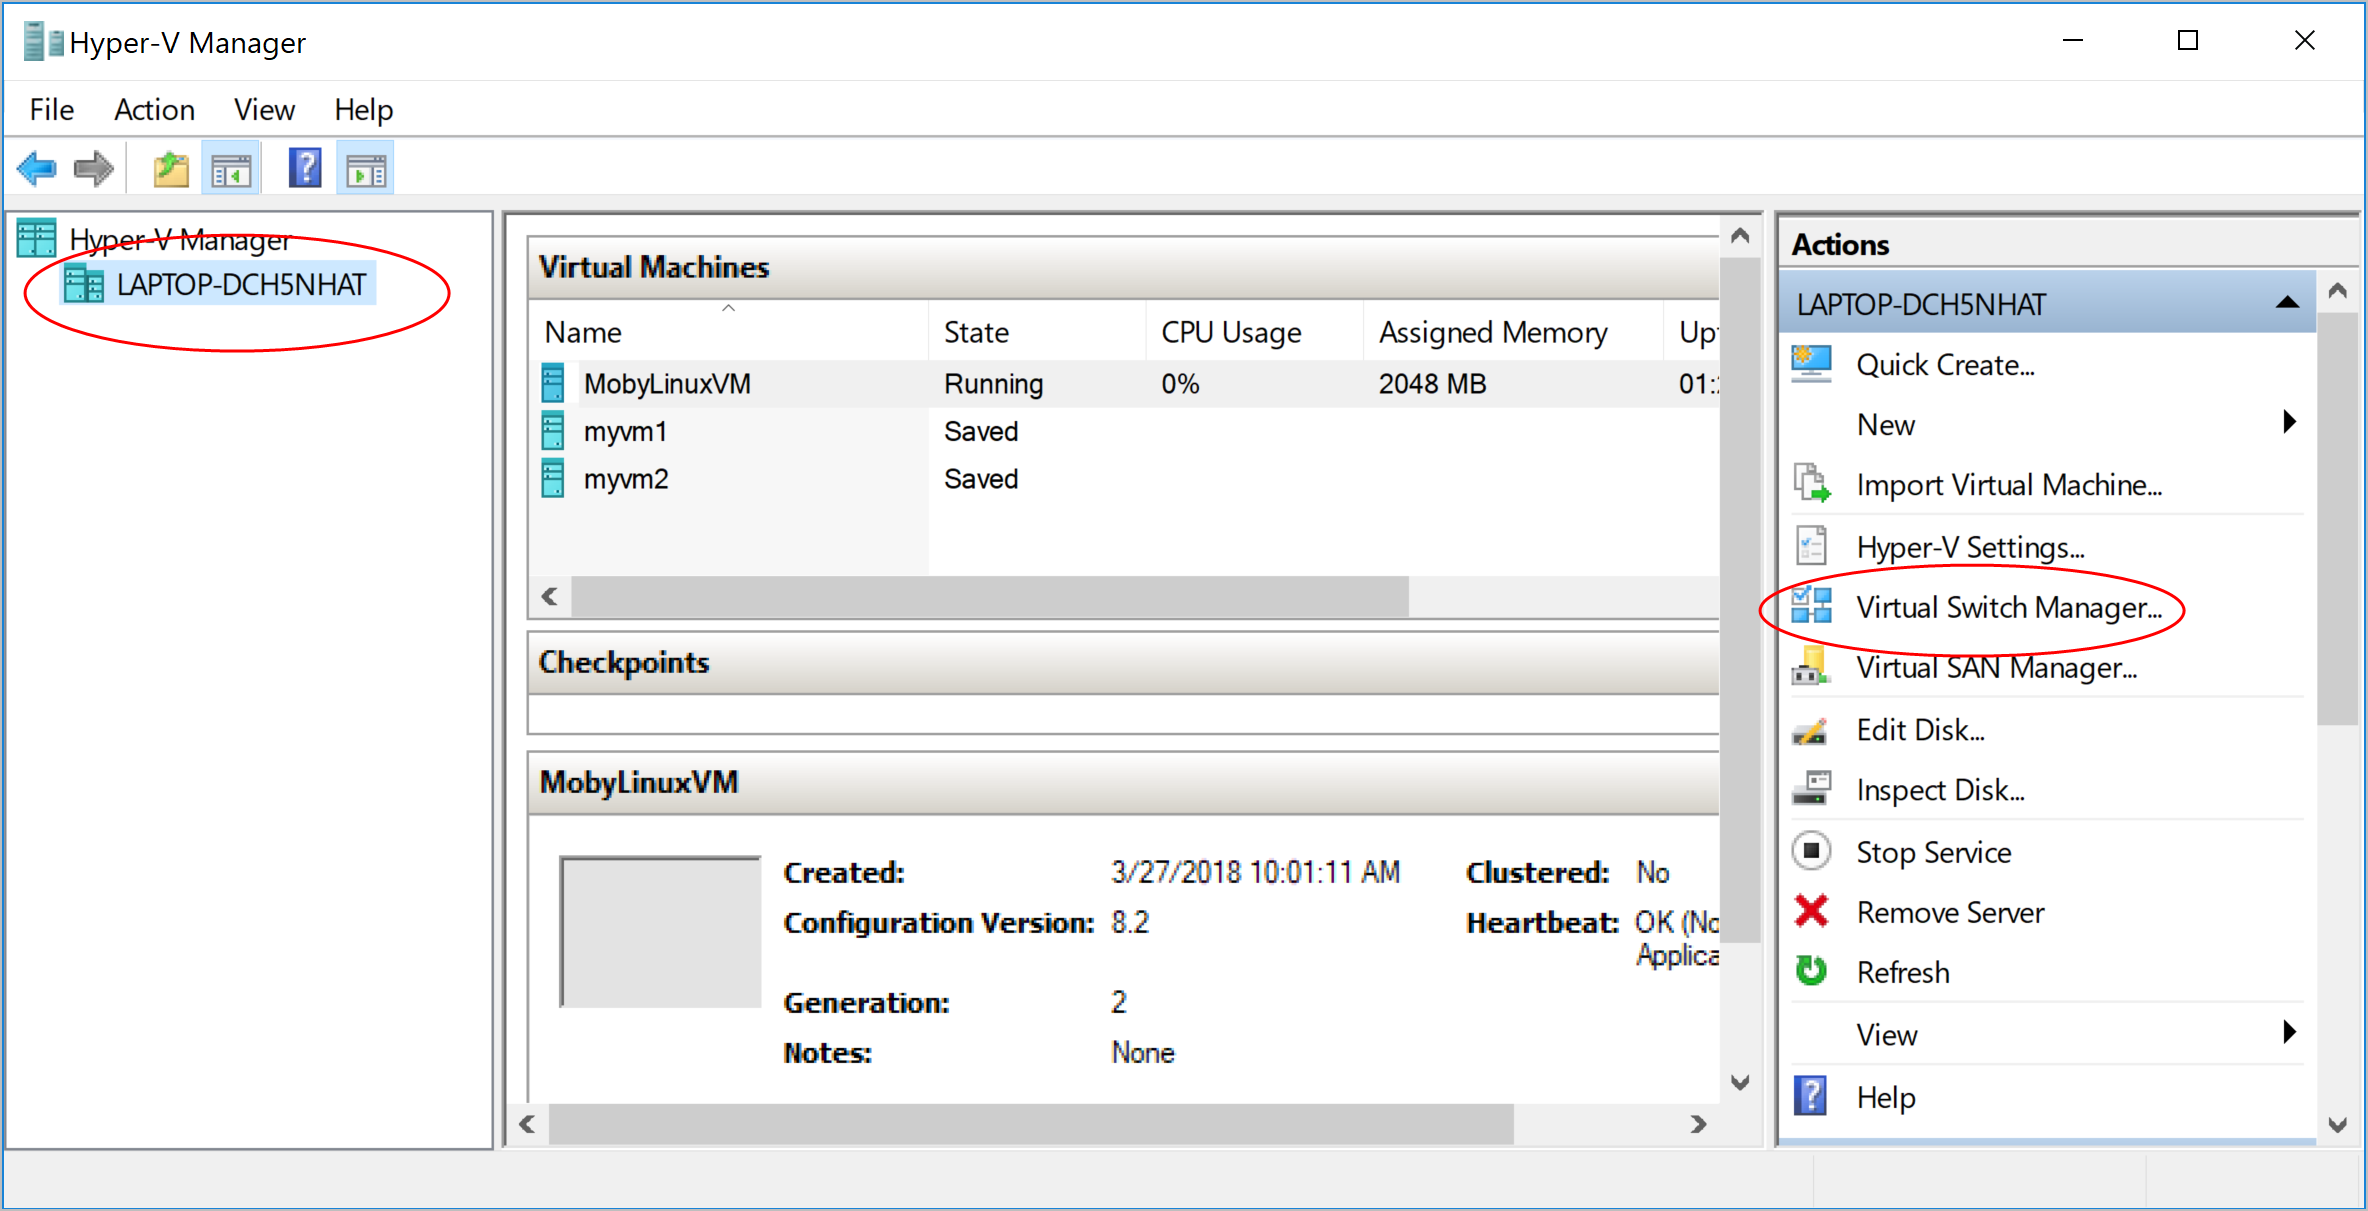 Hyper-V Manager
File Action View Help
Hyper-V Manager
LAPTOP-DCH5NHAT
Virtual Machines
Name State CPU Usage Assigned Memory Upt
MobyLinuxVM Running 0% 2048 MB 01:
myvm1 Saved
myvm2 Saved
Checkpoints
MobyLinuxVM
Created: 3/27/2018 10:01:11 AM Clustered: No
Configuration Version: 8.2 Heartbeat: OK (No
Applica
Generation: 2
Notes: None
Actions
LAPTOP-DCH5NHAT
Quick Create...
New
Import Virtual Machine...
Hyper-V Settings...
Virtual Switch Manager...
Virtual SAN Manager...
Edit Disk...
Inspect Disk...
Stop Service
Remove Server
Refresh
View
Help